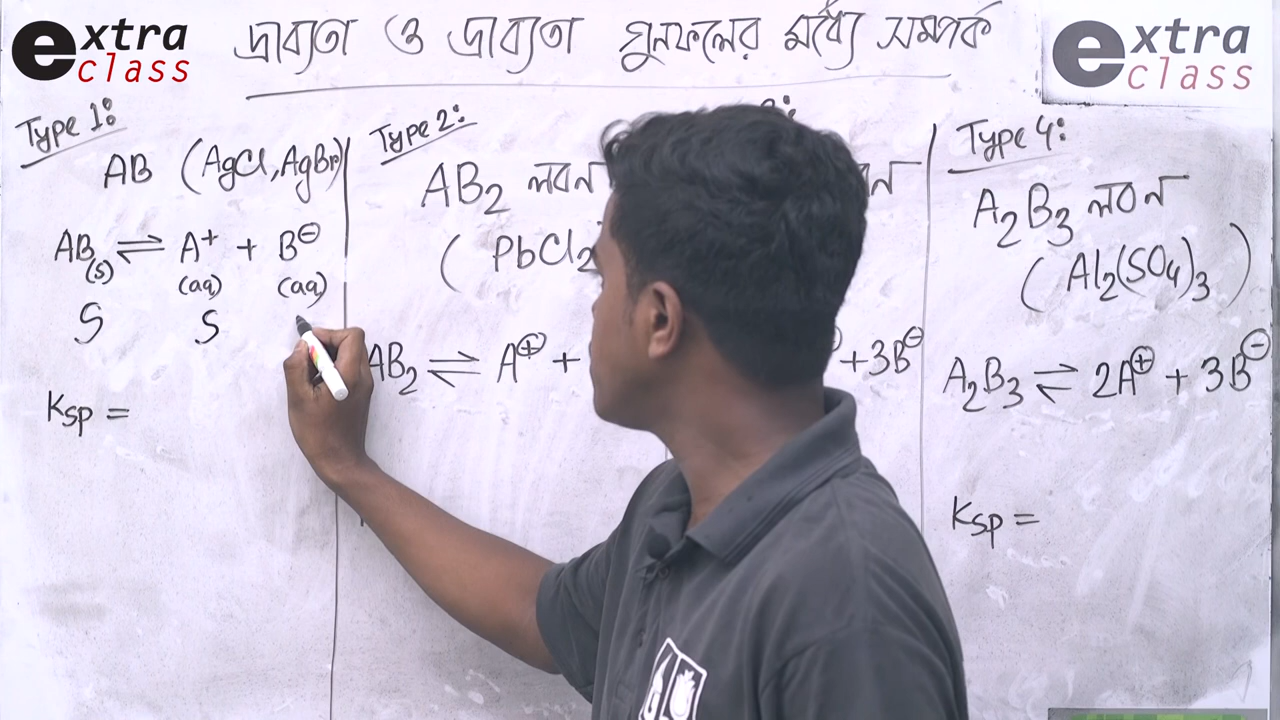 extra class
দ্রাব্যতা ও দ্রাব্যতা গুনফলের মধ্যে সম্পর্ক
extra class
Type 1:
AB (AgCl, AgBr)
AB(s) ⇌ A⁺(aq) + B⊖(aq)
S S
Ksp =
Type 2:
AB₂ লবন
(PbCl₂
AB₂ ⇌ A⊕ +
+3B⊖
Type 4:
A₂B₃ লবন
(Al₂(SO₄)₃)
A₂B₃ ⇌ 2A⊕ + 3B⊖
Ksp =